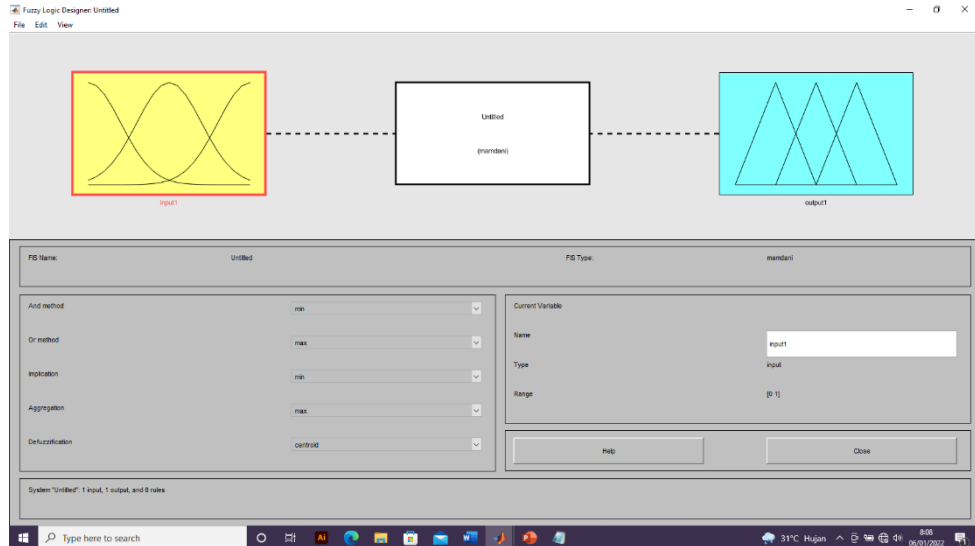 Fuzzy Logic Designer: Untitled
File Edit View
Untitled
(mamdani)
input1
output1
FIS Name: Untitled FIS Type: mamdani
And method min
Or method max
Implication min
Aggregation max
Defuzzification centroid
Current Variable
Name input1
Type input
Range [0 1]
Help Close
System "Untitled": 1 input, 1 output, and 0 rules
Type here to search
Ai
31°C Hujan
8:08
06/01/2022